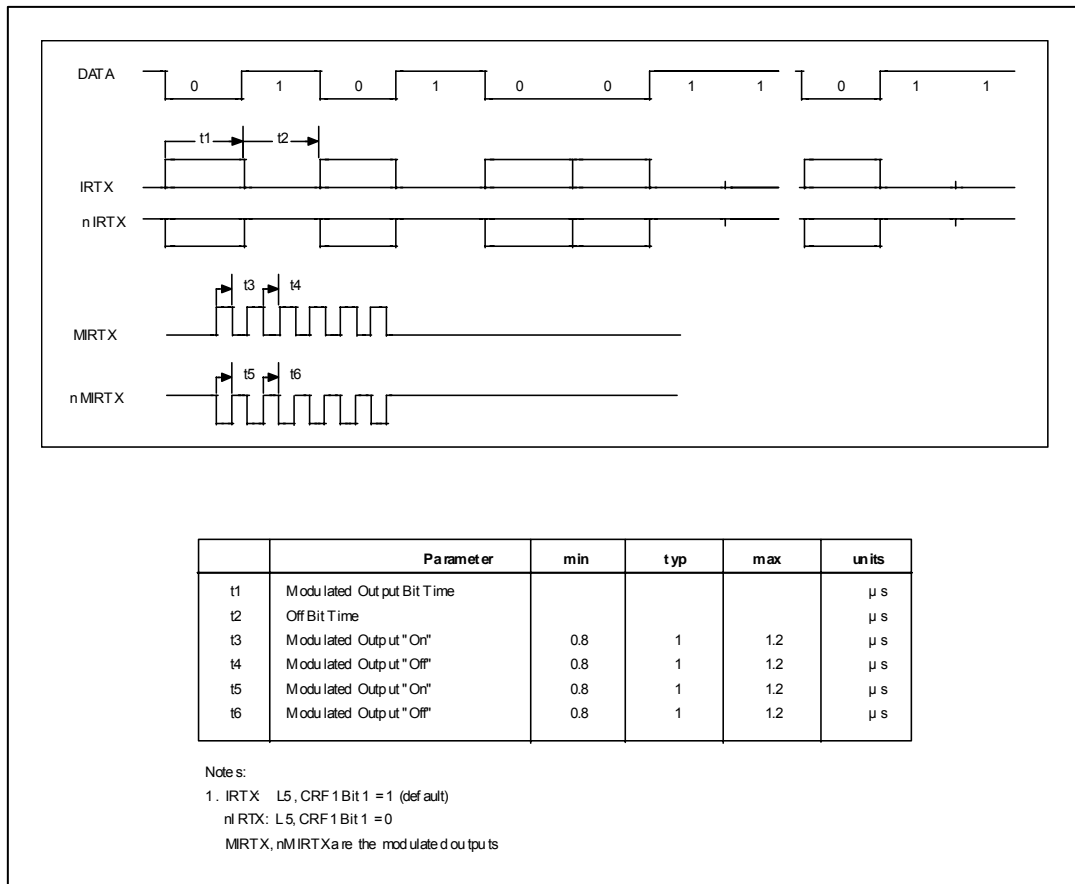 DATA 0 1 0 1 0 0 1 1 0 1 1
t1 t2
IRTX
nIRTX
t3 t4
MIRTX
t5 t6
nMIRTX
Parameter min typ max units
t1 Modulated Output Bit Time µs
t2 Off Bit Time µs
t3 Modulated Output "On" 0.8 1 1.2 µs
t4 Modulated Output "Off" 0.8 1 1.2 µs
t5 Modulated Output "On" 0.8 1 1.2 µs
t6 Modulated Output "Off" 0.8 1 1.2 µs
Notes:
1. IRTX: L5, CRF1 Bit 1 = 1 (default)
nIRTX: L5, CRF1 Bit 1 = 0
MIRTX, nMIRTX are the modulated outputs